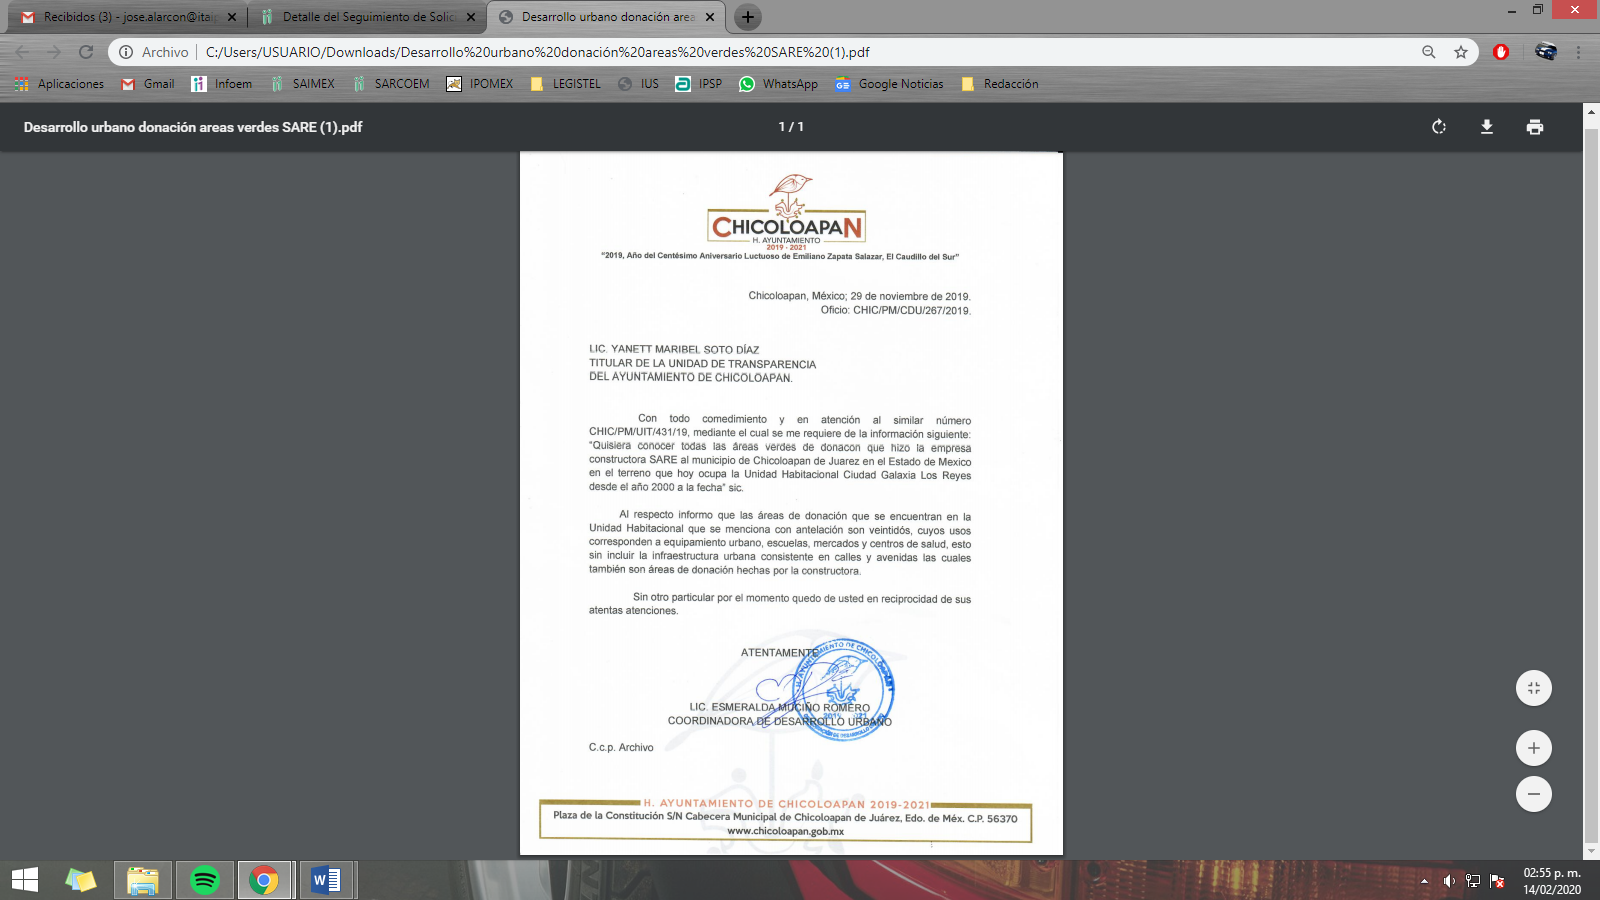 Recibidos (3) - jose.alarcon@itaip
Detalle del Seguimiento de Solic
Desarrollo urbano donación area
Archivo
C:/Users/USUARIO/Downloads/Desarrollo%20urbano%20donación%20areas%20verdes%20SARE%20(1).pdf
Aplicaciones
Gmail
Infoem
SAIMEX
SARCOEM
IPOMEX
LEGISTEL
IUS
IPSP
WhatsApp
Google Noticias
Redacción
Desarrollo urbano donación areas verdes SARE (1).pdf
1 / 1
CHICOLOAPAN
H. AYUNTAMIENTO
2019 - 2021
“2019, Año del Centésimo Aniversario Luctuoso de Emiliano Zapata Salazar, El Caudillo del Sur”
Chicoloapan, México; 29 de noviembre de 2019.
Oficio: CHIC/PM/CDU/267/2019.
LIC. YANETT MARIBEL SOTO DÍAZ
TITULAR DE LA UNIDAD DE TRANSPARENCIA
DEL AYUNTAMIENTO DE CHICOLOAPAN.
Con todo comedimiento y en atención al similar número
CHIC/PM/UIT/431/19, mediante el cual se me requiere de la información siguiente:
“Quisiera conocer todas las áreas verdes de donacon que hizo la empresa
constructora SARE al municipio de Chicoloapan de Juarez en el Estado de Mexico
en el terreno que hoy ocupa la Unidad Habitacional Ciudad Galaxia Los Reyes
desde el año 2000 a la fecha” sic.
Al respecto informo que las áreas de donación que se encuentran en la
Unidad Habitacional que se menciona con antelación son veintidós, cuyos usos
corresponden a equipamiento urbano, escuelas, mercados y centros de salud, esto
sin incluir la infraestructura urbana consistente en calles y avenidas las cuales
también son áreas de donación hechas por la constructora.
Sin otro particular por el momento quedo de usted en reciprocidad de sus
atentas atenciones.
ATENTAMENTE
H. AYUNTAMIENTO DE CHICOLOAPAN
2019 2021
LIC. ESMERALDA MUCIÑO ROMERO
COORDINADORA DE DESARROLLO URBANO
C.c.p. Archivo
H. AYUNTAMIENTO DE CHICOLOAPAN 2019-2021
Plaza de la Constitución S/N Cabecera Municipal de Chicoloapan de Juárez, Edo. de Méx. C.P. 56370
www.chicoloapan.gob.mx
02:55 p. m.
14/02/2020